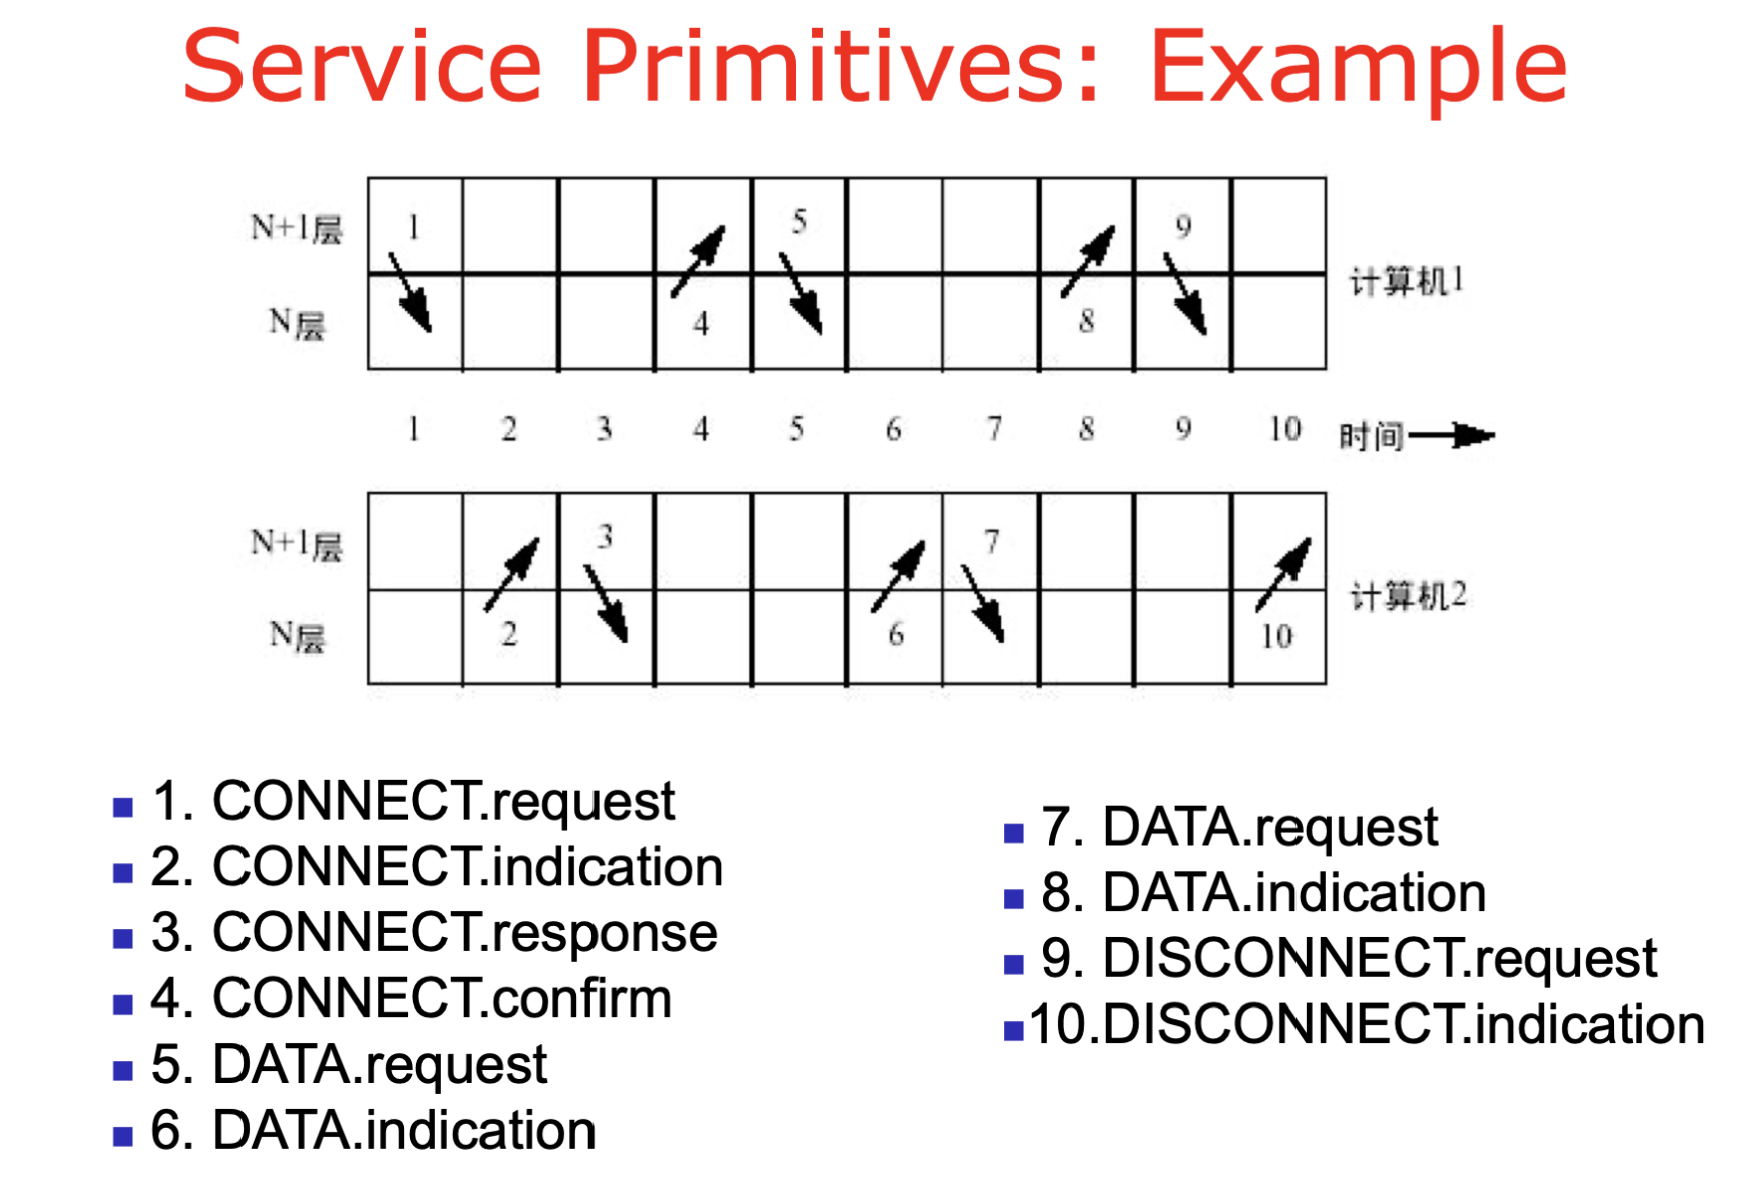 Service Primitives: Example
N+1层 1 5 9
计算机1
N层 4 8
1 2 3 4 5 6 7 8 9 10 时间
N+1层 3 7
计算机2
N层 2 6 10
1. CONNECT.request
2. CONNECT.indication
3. CONNECT.response
4. CONNECT.confirm
5. DATA.request
6. DATA.indication
7. DATA.request
8. DATA.indication
9. DISCONNECT.request
10.DISCONNECT.indication